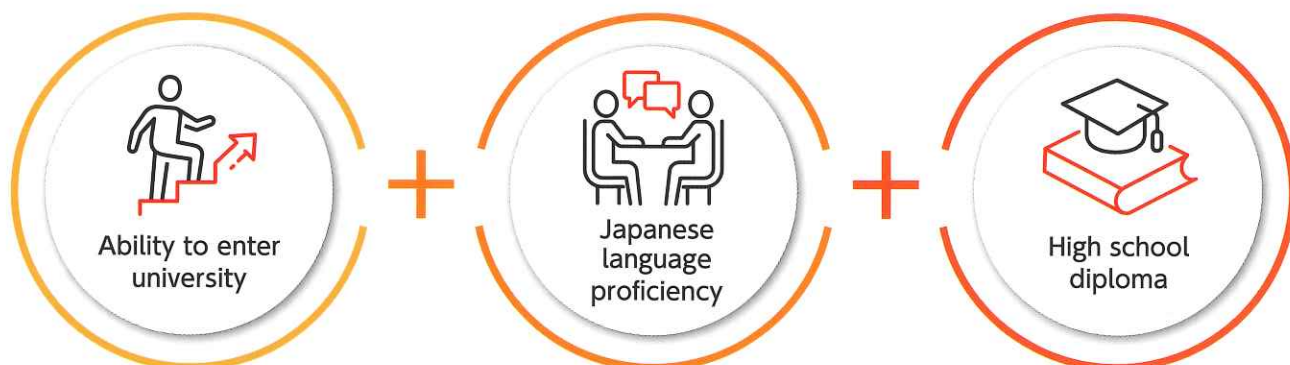 Ability to enter
university
+
Japanese
language
proficiency
+
High school
diploma